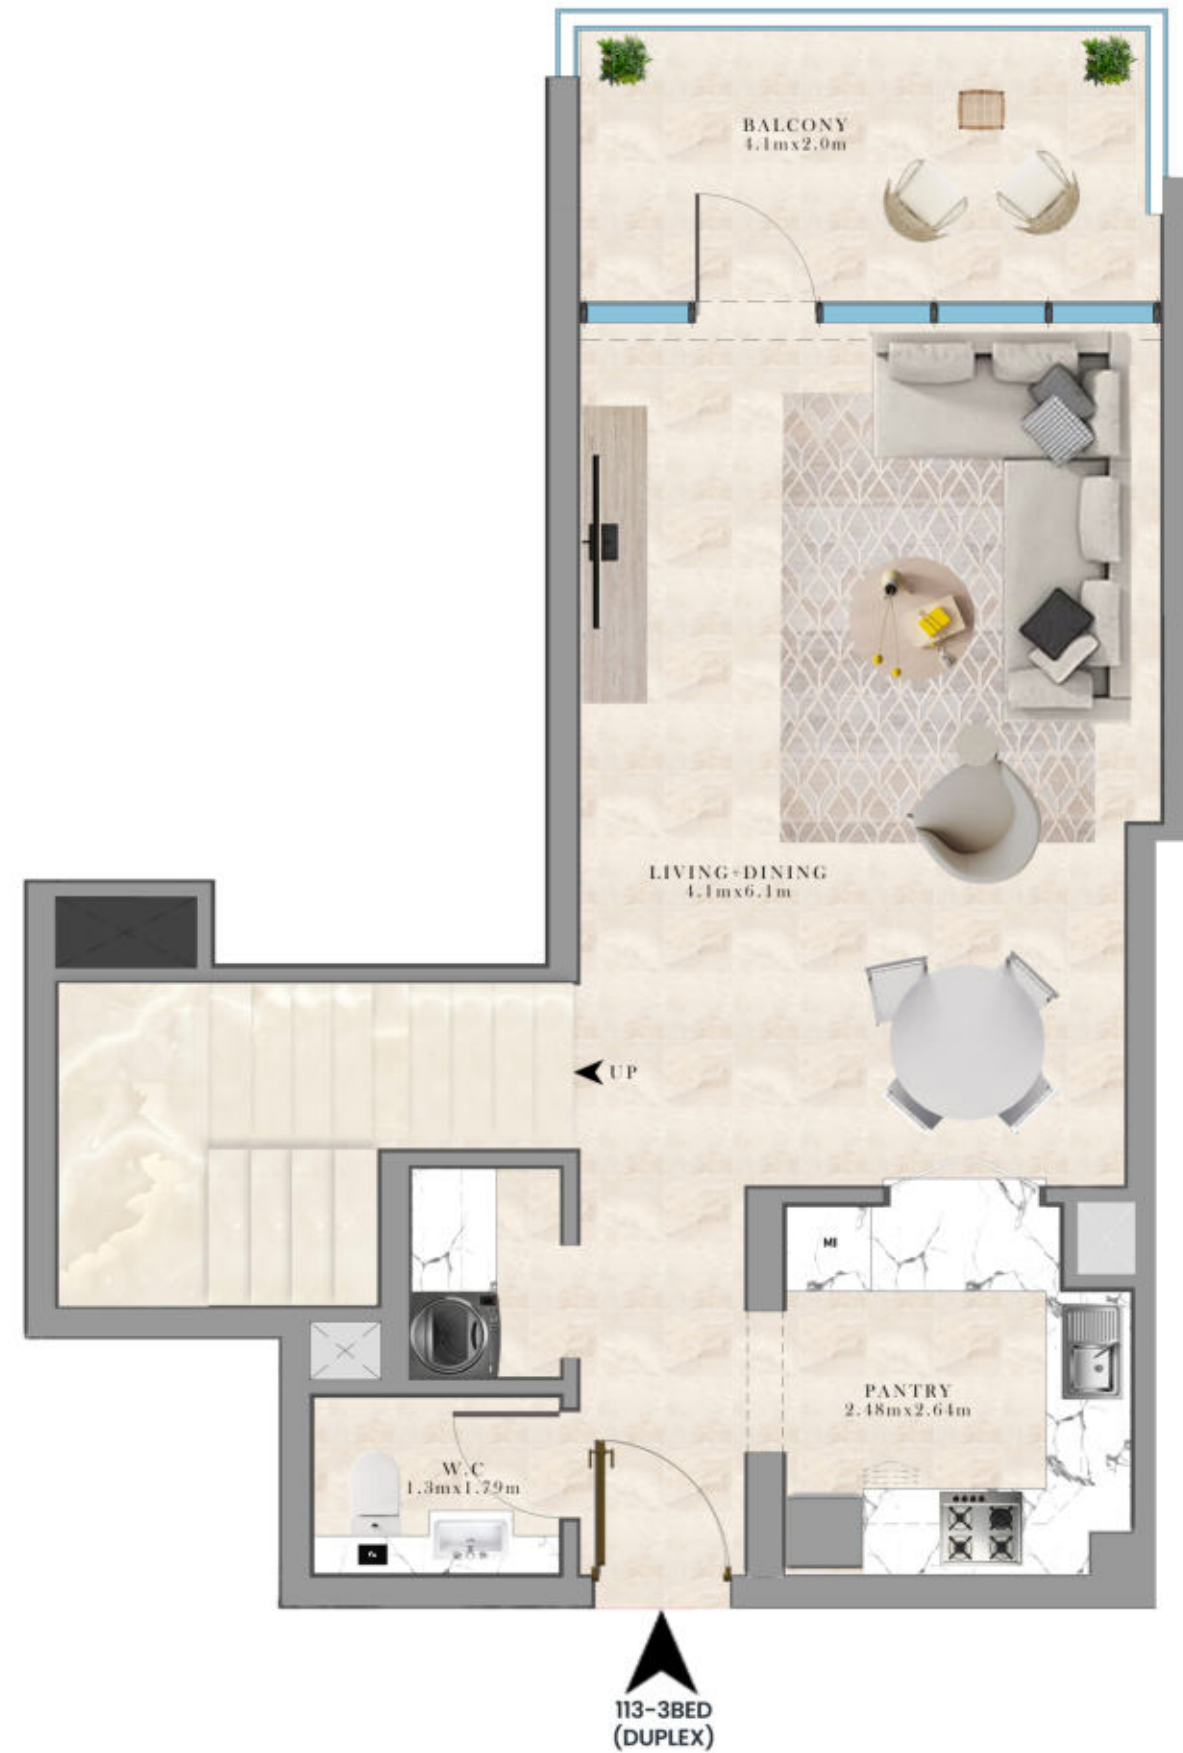 BALCONY
4.1mx2.0m
LIVING+DINING
4.1mx6.1m
UP
MI
PANTRY
2.48mx2.64m
W.C
1.3mx1.79m
113-3BED
(DUPLEX)